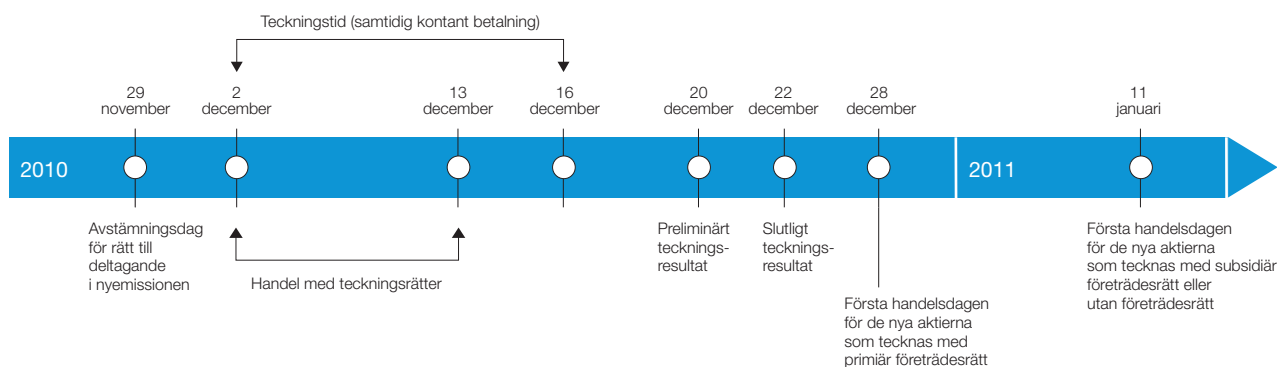 Teckningstid (samtidig kontant betalning)
29
november
2
december
13
december
16
december
20
december
22
december
28
december
11
januari
2010
2011
Avstämningsdag
för rätt till
deltagande
i nyemissionen
Handel med teckningsrätter
Preliminärt
tecknings-
resultat
Slutligt
tecknings-
resultat
Första handelsdagen
för de nya aktierna
som tecknas med
primiär företrädesrätt
Första handelsdagen
för de nya aktierna
som tecknas med subsidiär
företrädesrätt eller
utan företrädesrätt